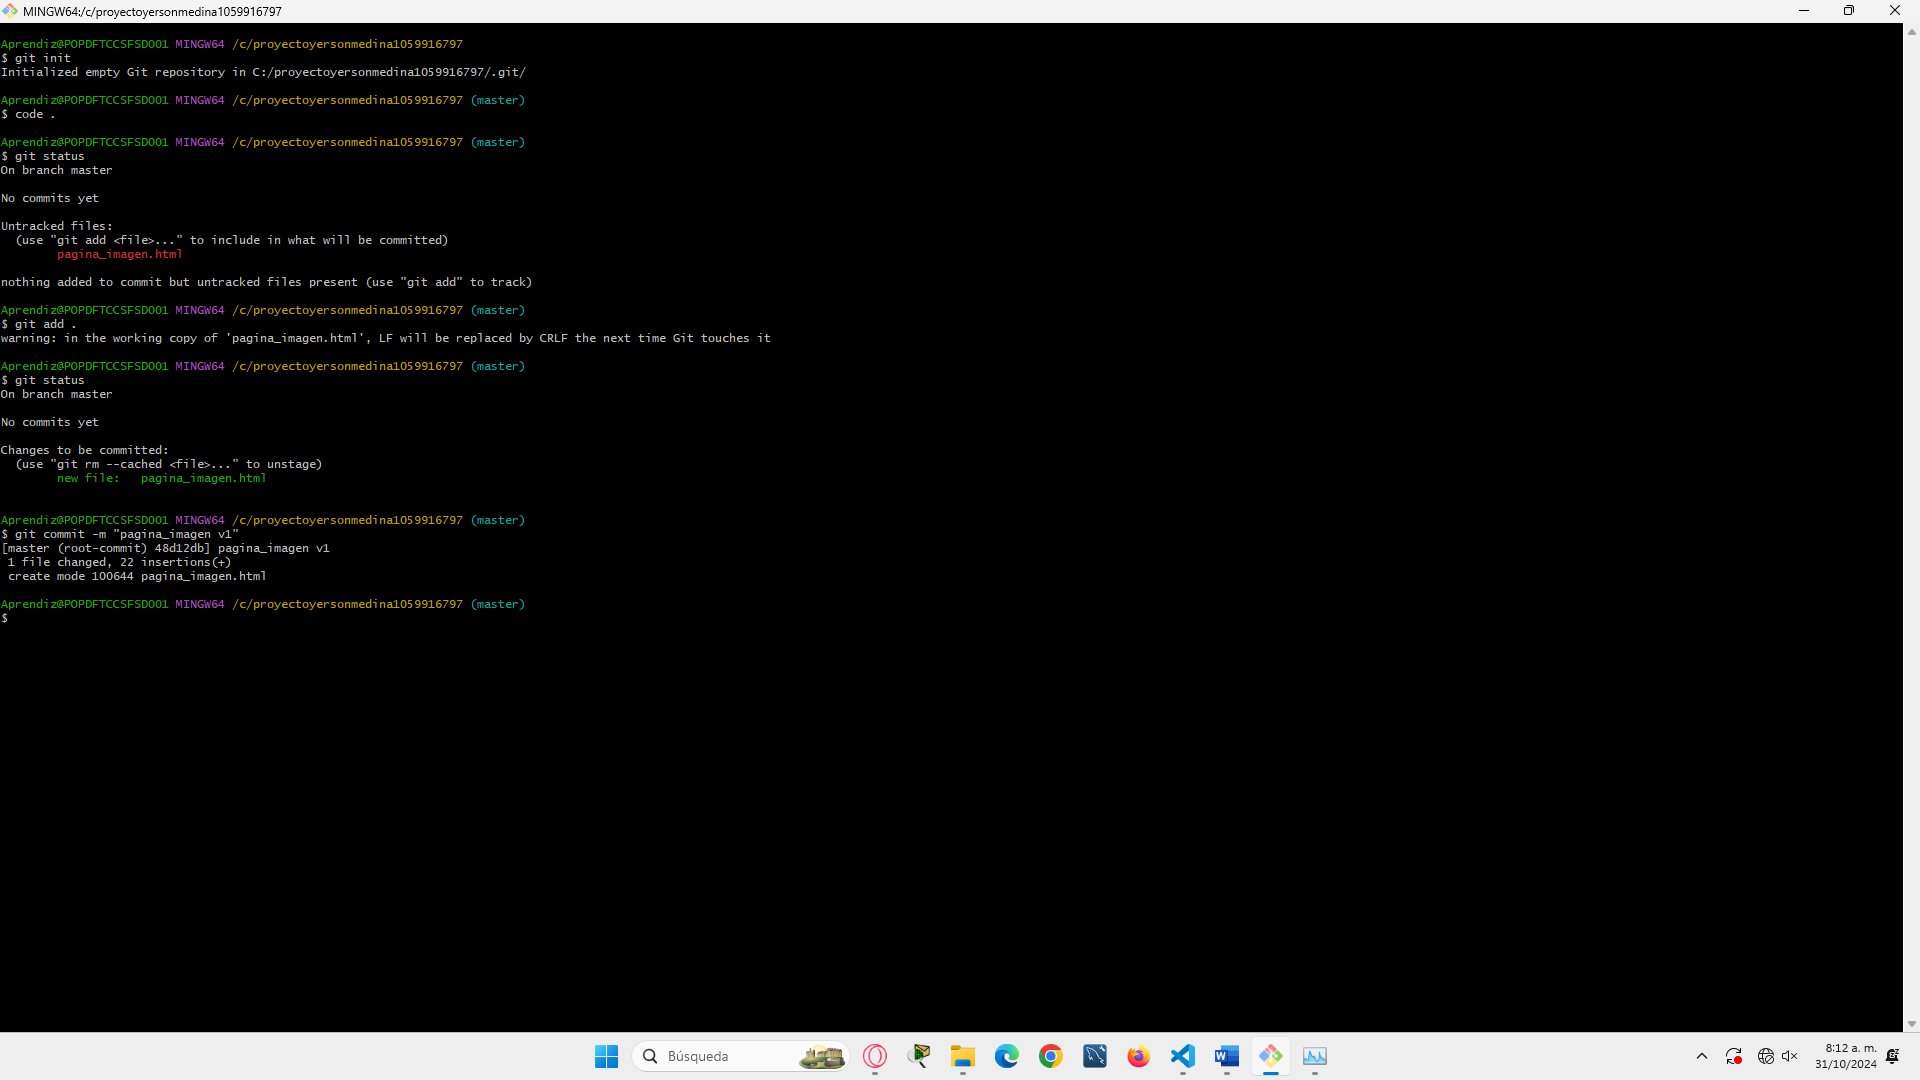 MINGW64:/c/proyectoyersonmedina1059916797
Aprendiz@POPDFTCCSFSD001 MINGW64 /c/proyectoyersonmedina1059916797
$ git init
Initialized empty Git repository in C:/proyectoyersonmedina1059916797/.git/
Aprendiz@POPDFTCCSFSD001 MINGW64 /c/proyectoyersonmedina1059916797 (master)
$ code .
Aprendiz@POPDFTCCSFSD001 MINGW64 /c/proyectoyersonmedina1059916797 (master)
$ git status
On branch master
No commits yet
Untracked files:
(use "git add <file>..." to include in what will be committed)
pagina_imagen.html
nothing added to commit but untracked files present (use "git add" to track)
Aprendiz@POPDFTCCSFSD001 MINGW64 /c/proyectoyersonmedina1059916797 (master)
$ git add .
warning: in the working copy of 'pagina_imagen.html', LF will be replaced by CRLF the next time Git touches it
Aprendiz@POPDFTCCSFSD001 MINGW64 /c/proyectoyersonmedina1059916797 (master)
$ git status
On branch master
No commits yet
Changes to be committed:
(use "git rm --cached <file>..." to unstage)
new file:   pagina_imagen.html
Aprendiz@POPDFTCCSFSD001 MINGW64 /c/proyectoyersonmedina1059916797 (master)
$ git commit -m "pagina_imagen v1"
[master (root-commit) 48d12db] pagina_imagen v1
1 file changed, 22 insertions(+)
create mode 100644 pagina_imagen.html
Aprendiz@POPDFTCCSFSD001 MINGW64 /c/proyectoyersonmedina1059916797 (master)
$
Búsqueda
8:12 a. m.
31/10/2024